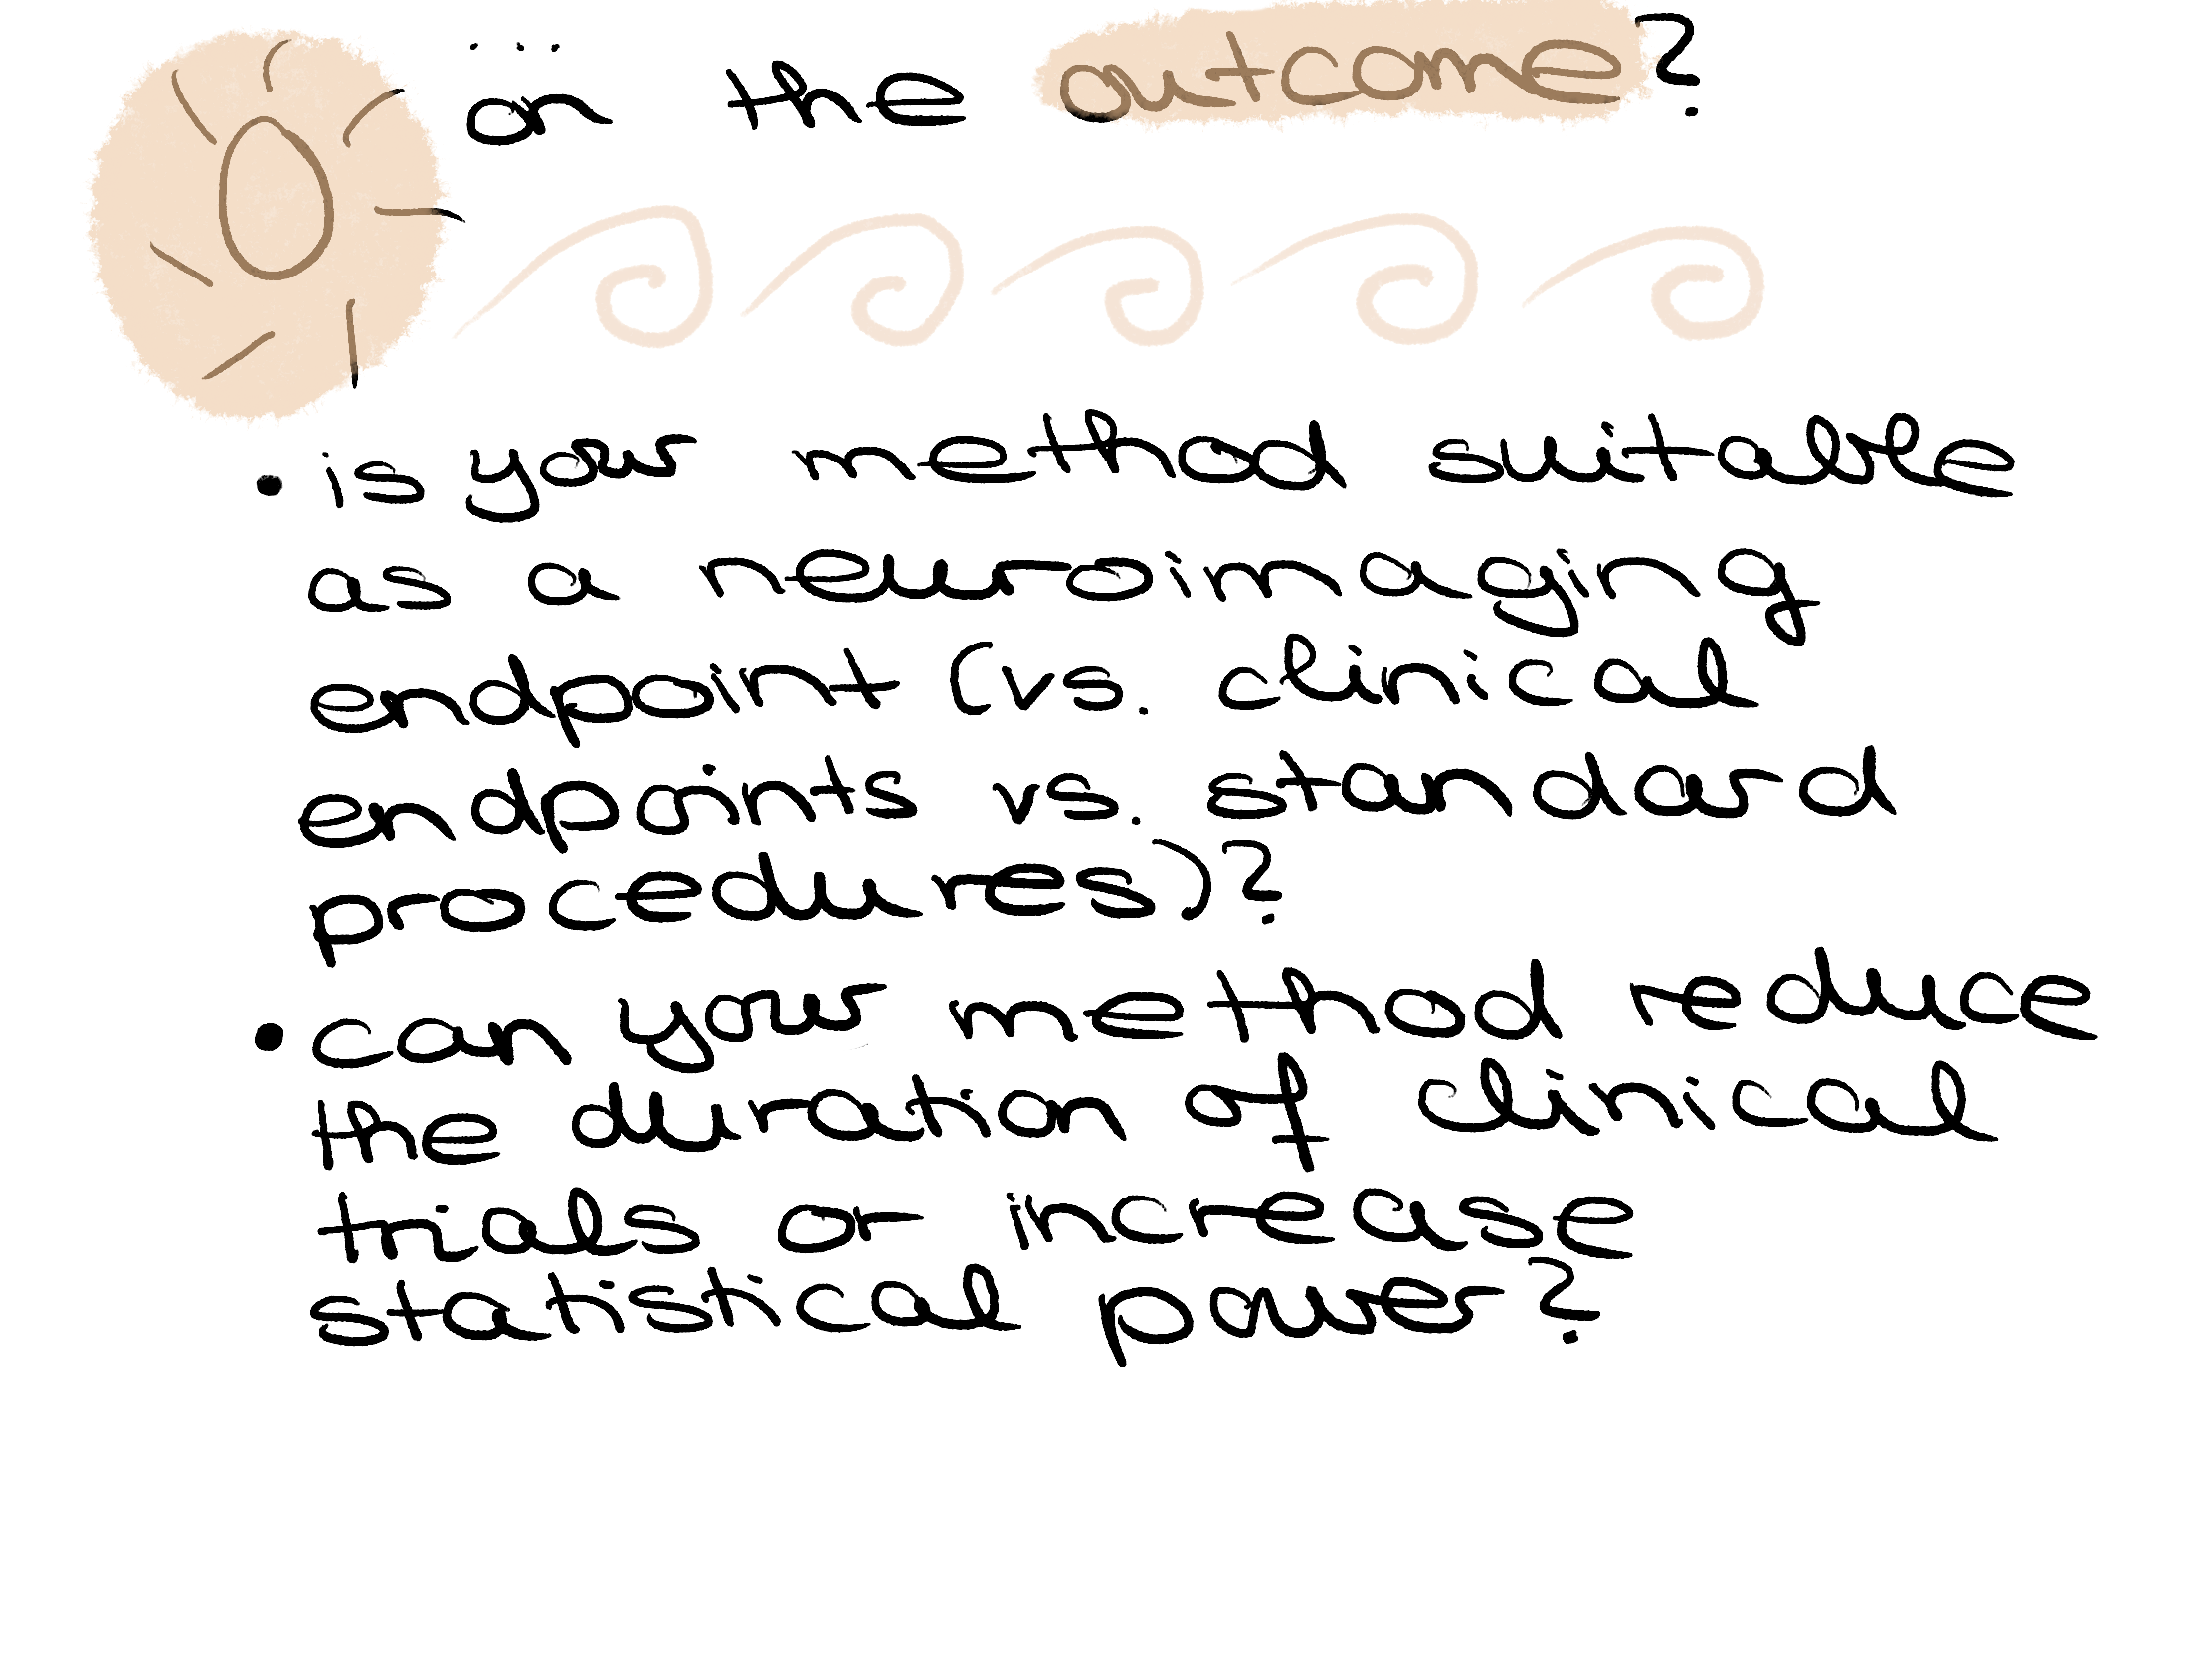 ...
on the outcome?
• is your method suitable
as a neuroimaging
endpoint (vs. clinical
endpoints vs. standard
procedures)?
• can your method reduce
the duration of clinical
trials or increase
statistical power?